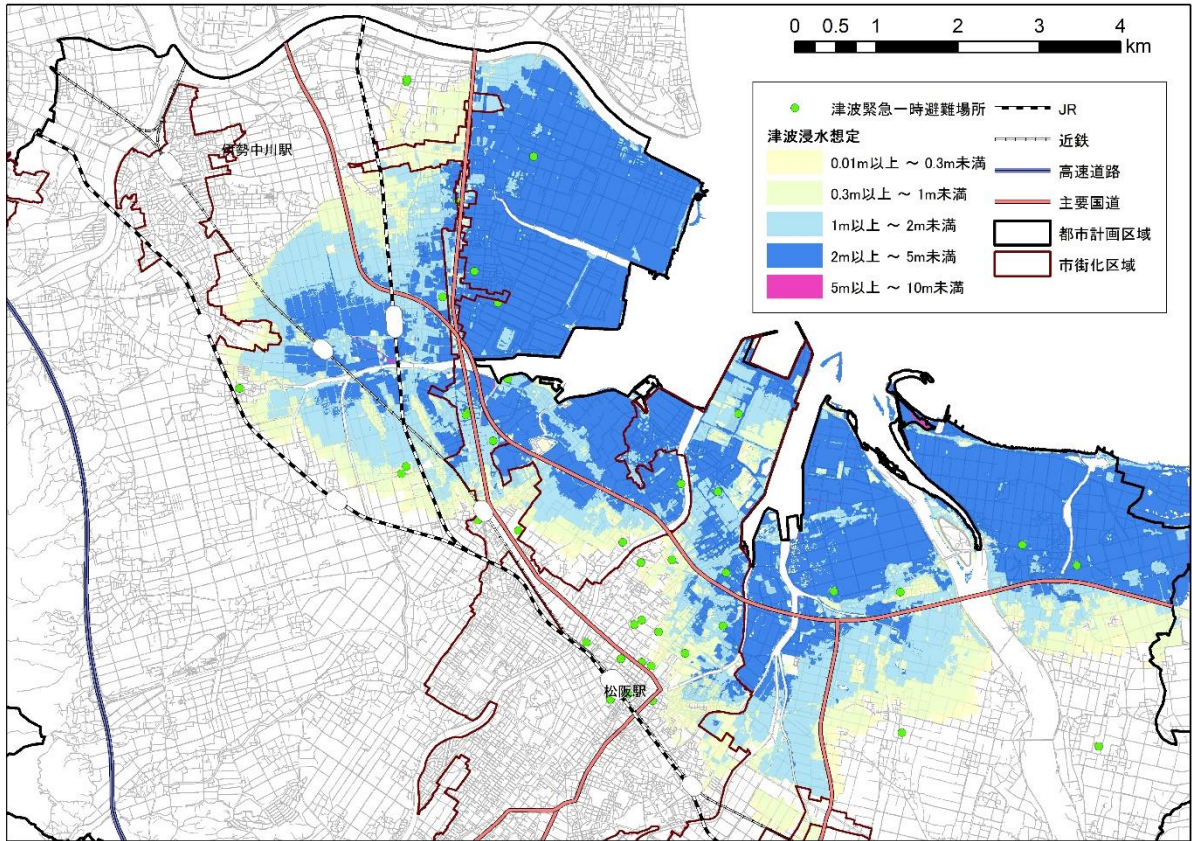 0 0.5 1 2 3 4
km
津波緊急一時避難場所
津波浸水想定
0.01m以上 ～ 0.3m未満
0.3m以上 ～ 1m未満
1m以上 ～ 2m未満
2m以上 ～ 5m未満
5m以上 ～ 10m未満
JR
近鉄
高速道路
主要国道
都市計画区域
市街化区域
伊勢中川駅
松阪駅